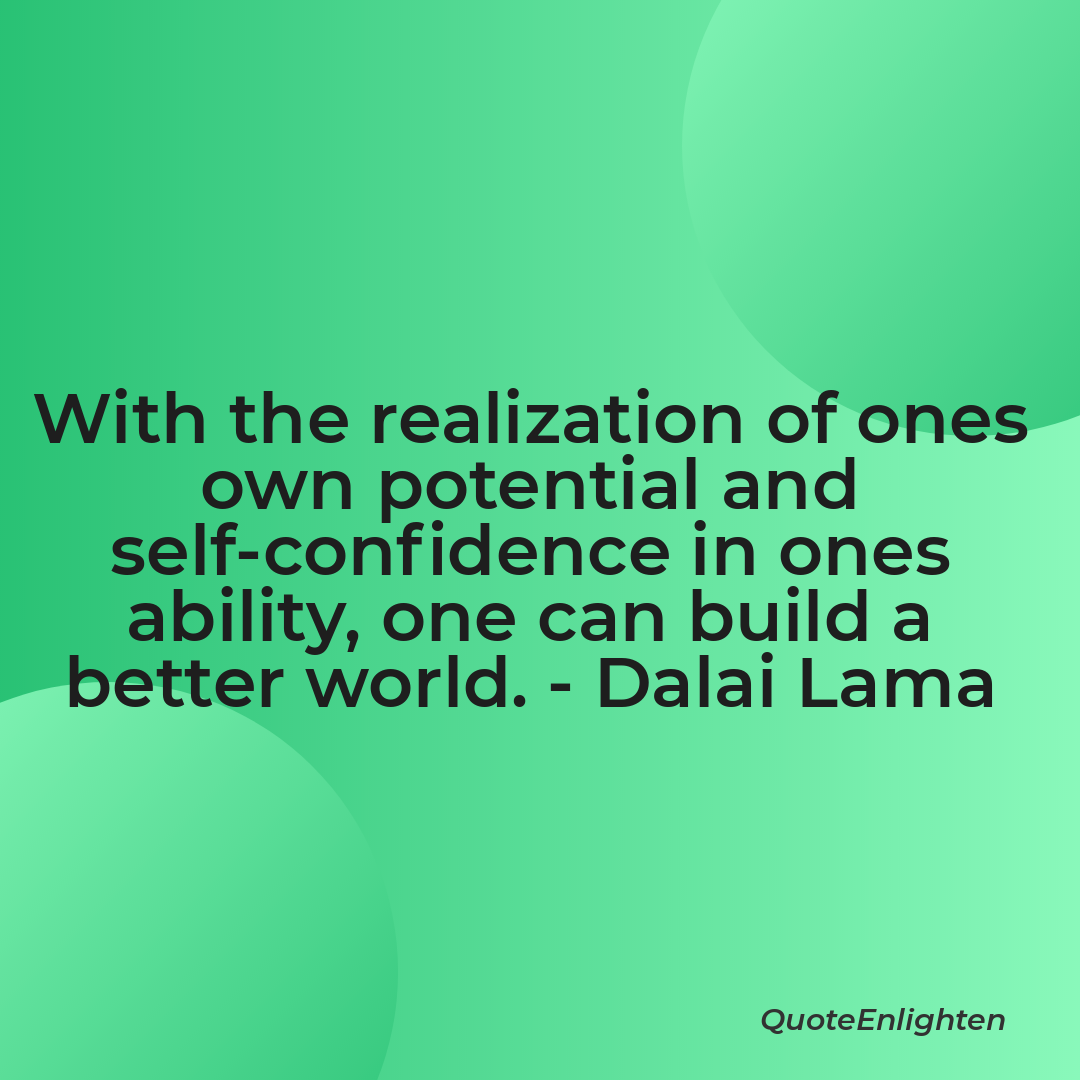 With the realization of ones
own potential and
self-confidence in ones
ability, one can build a
better world. - Dalai Lama
QuoteEnlighten